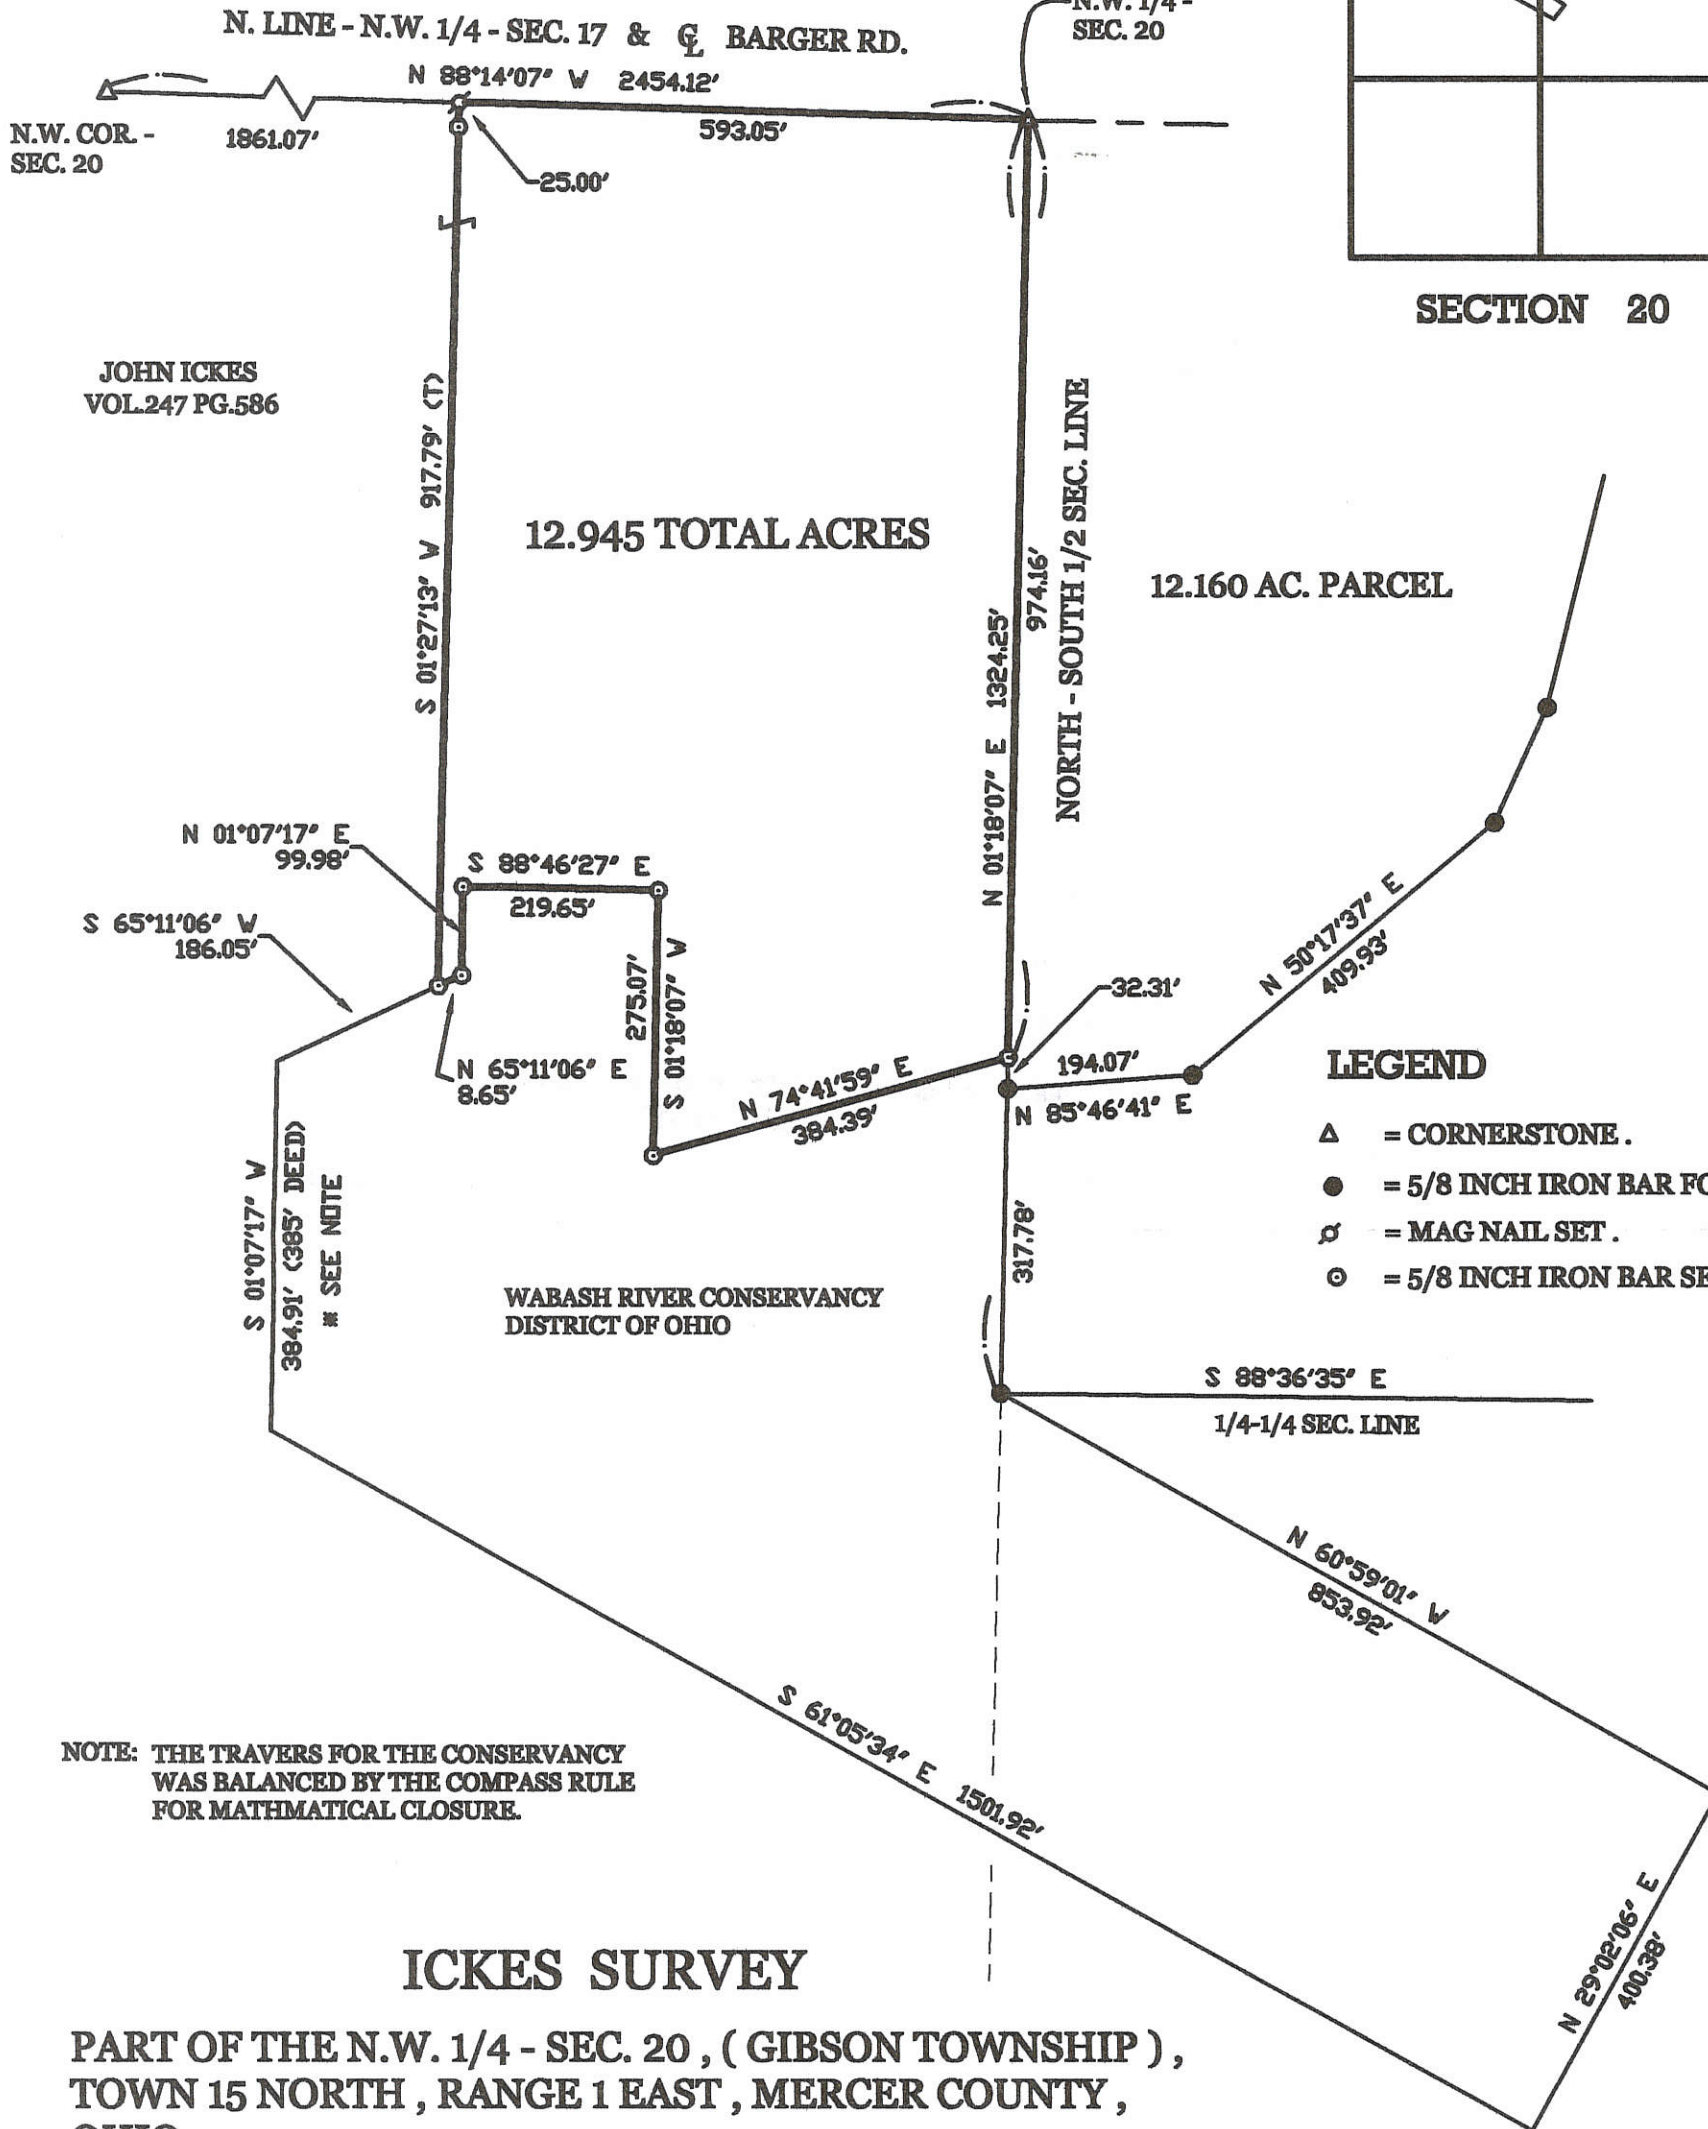 N.W. 1/4 -
SEC. 20
N. LINE - N.W. 1/4 - SEC. 17 & ℄ BARGER RD.
N 88°14'07" W 2454.12'
N.W. COR. -
SEC. 20
1861.07'
593.05'
25.00'
SECTION 20
JOHN ICKES
VOL.247 PG.586
S 01°27'13" W 917.79' (T)
12.945 TOTAL ACRES
N 01°18'07" E 1324.25'
974.16'
NORTH - SOUTH 1/2 SEC. LINE
12.160 AC. PARCEL
N 01°07'17" E
99.98'
S 88°46'27" E
219.65'
S 65°11'06" W
186.05'
275.07'
S 01°18'07" W
N 65°11'06" E
8.65'
N 74°41'59" E
384.39'
32.31'
194.07'
N 85°46'41" E
N 50°17'37" E
409.93'
LEGEND
Δ = CORNERSTONE .
● = 5/8 INCH IRON BAR FO
= MAG NAIL SET .
⊙ = 5/8 INCH IRON BAR SE
S 01°07'17" W
384.91' (385' DEED)
* SEE NOTE
317.78'
WABASH RIVER CONSERVANCY
DISTRICT OF OHIO
S 88°36'35" E
1/4-1/4 SEC. LINE
N 60°59'01" W
853.92'
S 61°05'34" E 1501.92'
N 29°02'06" E
400.38'
NOTE: THE TRAVERS FOR THE CONSERVANCY
WAS BALANCED BY THE COMPASS RULE
FOR MATHMATICAL CLOSURE.
ICKES SURVEY
PART OF THE N.W. 1/4 - SEC. 20 , ( GIBSON TOWNSHIP ) ,
TOWN 15 NORTH , RANGE 1 EAST , MERCER COUNTY ,